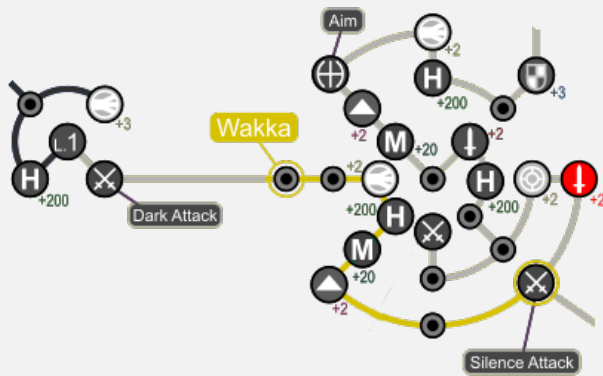 Aim
+2
H
+200
+3
+3
L.1
+2
M
+20
+2
Wakka
H
+200
Dark Attack
+2
H
+200
+2
+2
+200
H
M
+20
+2
Silence Attack